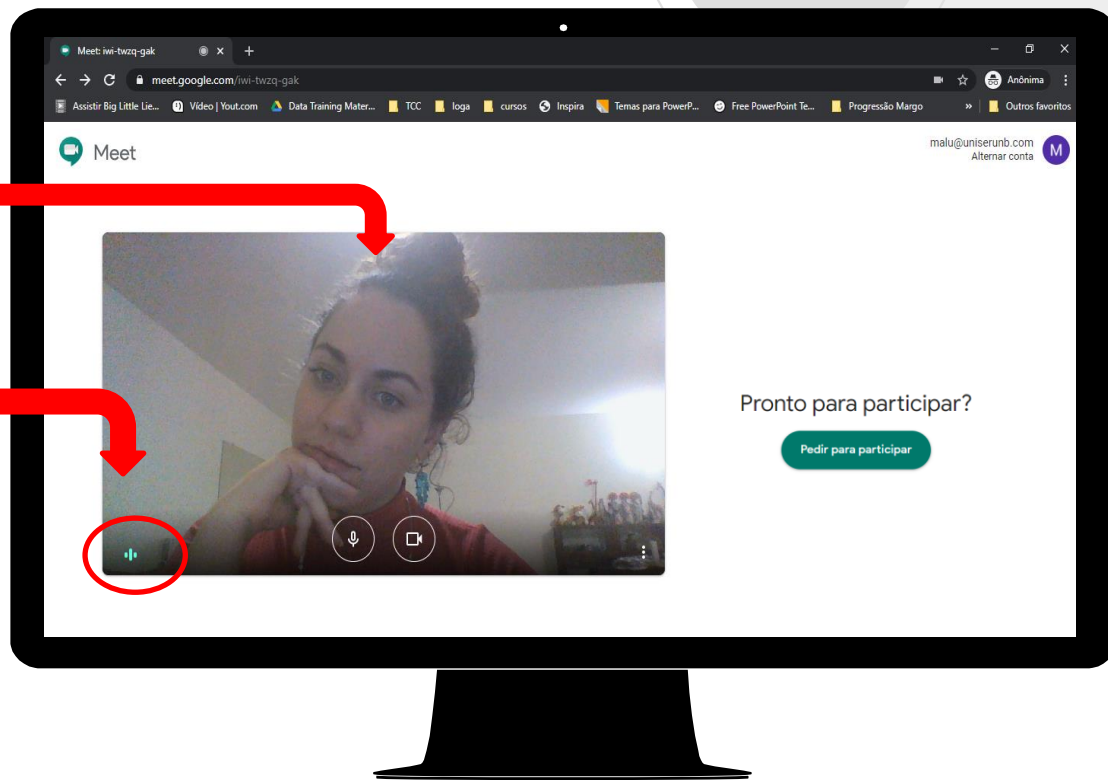 Meet: iwi-twzq-gak
meet.google.com/iwi-twzq-gak
Anônima
Assistir Big Little Lie...
Vídeo | Yout.com
Data Training Mater...
TCC
Ioga
cursos
Inspira
Temas para PowerP...
Free PowerPoint Te...
Progressão Margo
»
Outros favoritos
Meet
malu@uniserunb.com
Alternar conta
M
Pronto para participar?
Pedir para participar